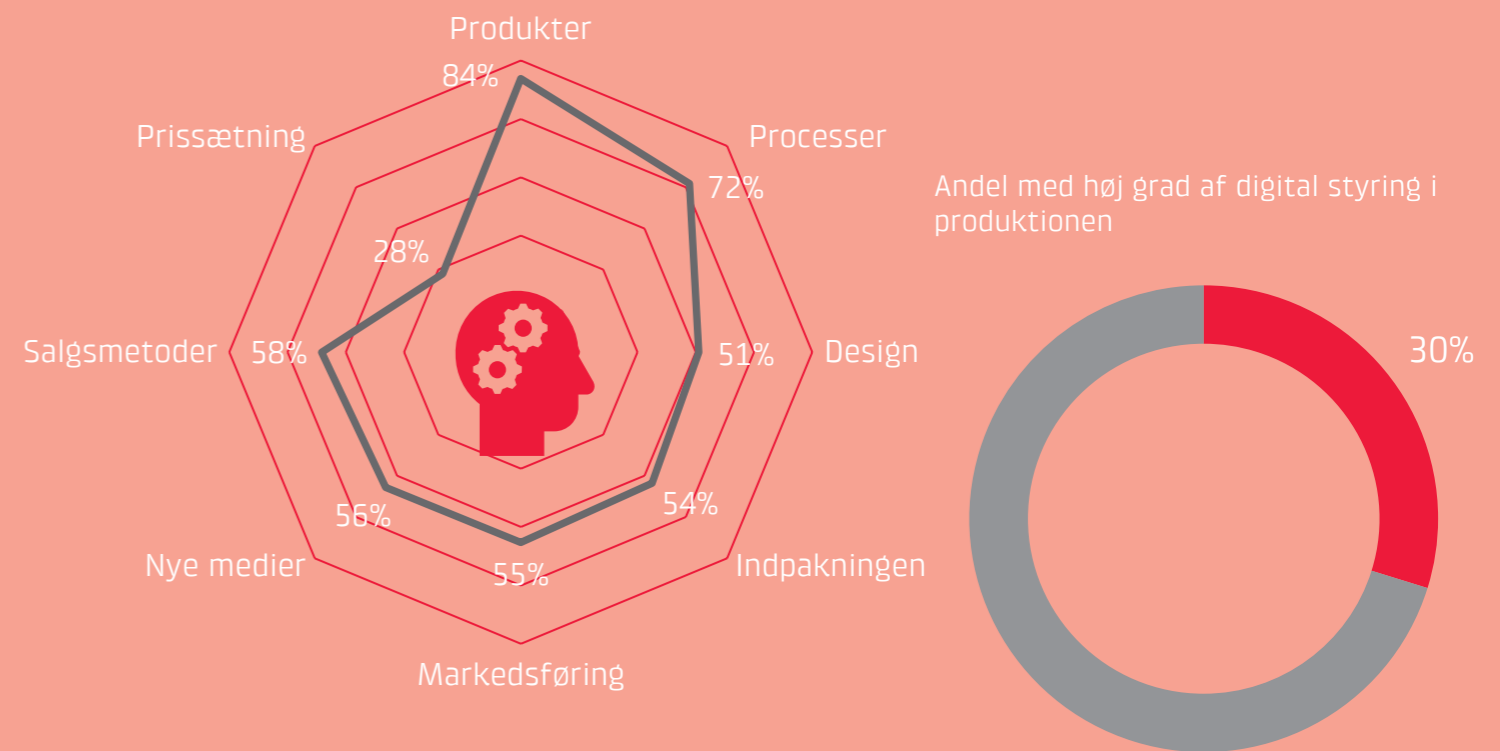 Produkter
84%
Processer
72%
Design
51%
Indpakningen
54%
Markedsføring
55%
Nye medier
56%
Salgsmetoder
58%
Prissætning
28%
Andel med høj grad af digital styring i
produktionen
30%